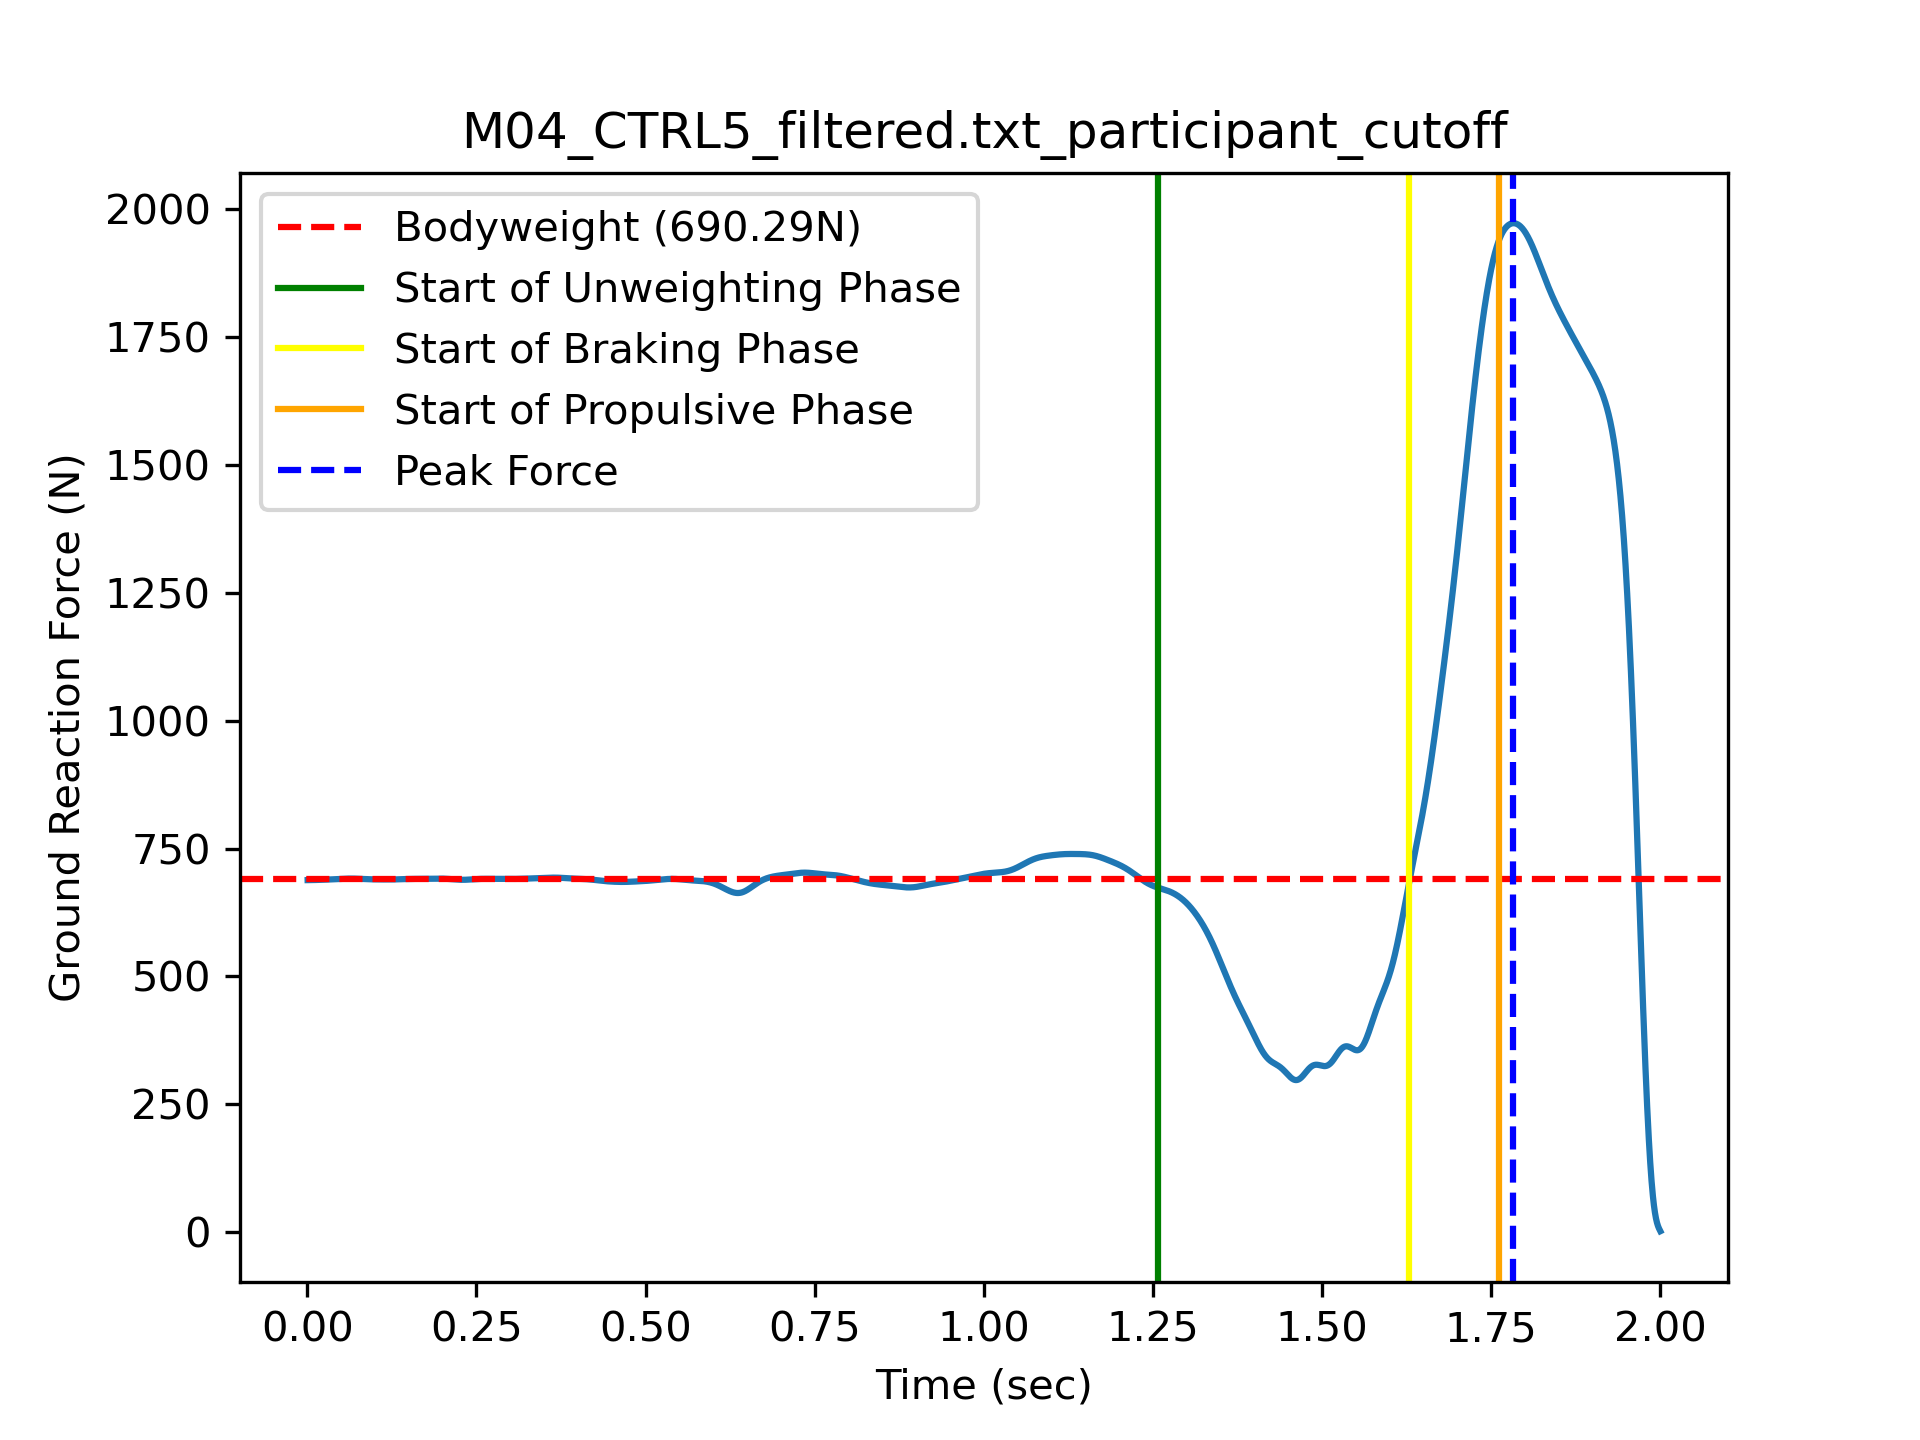 M04_CTRL5_filtered.txt_participant_cutoff
Bodyweight (690.29N)
Start of Unweighting Phase
Start of Braking Phase
Start of Propulsive Phase
Peak Force
Ground Reaction Force (N)
2000
1750
1500
1250
1000
750
500
250
0
0.00 0.25 0.50 0.75 1.00 1.25 1.50 1.75 2.00
Time (sec)